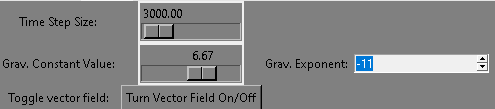 3000.00
Time Step Size:
6.67
Grav. Constant Value: Grav. Exponent: -11
Toggle vector field: Turn Vector Field On/Off